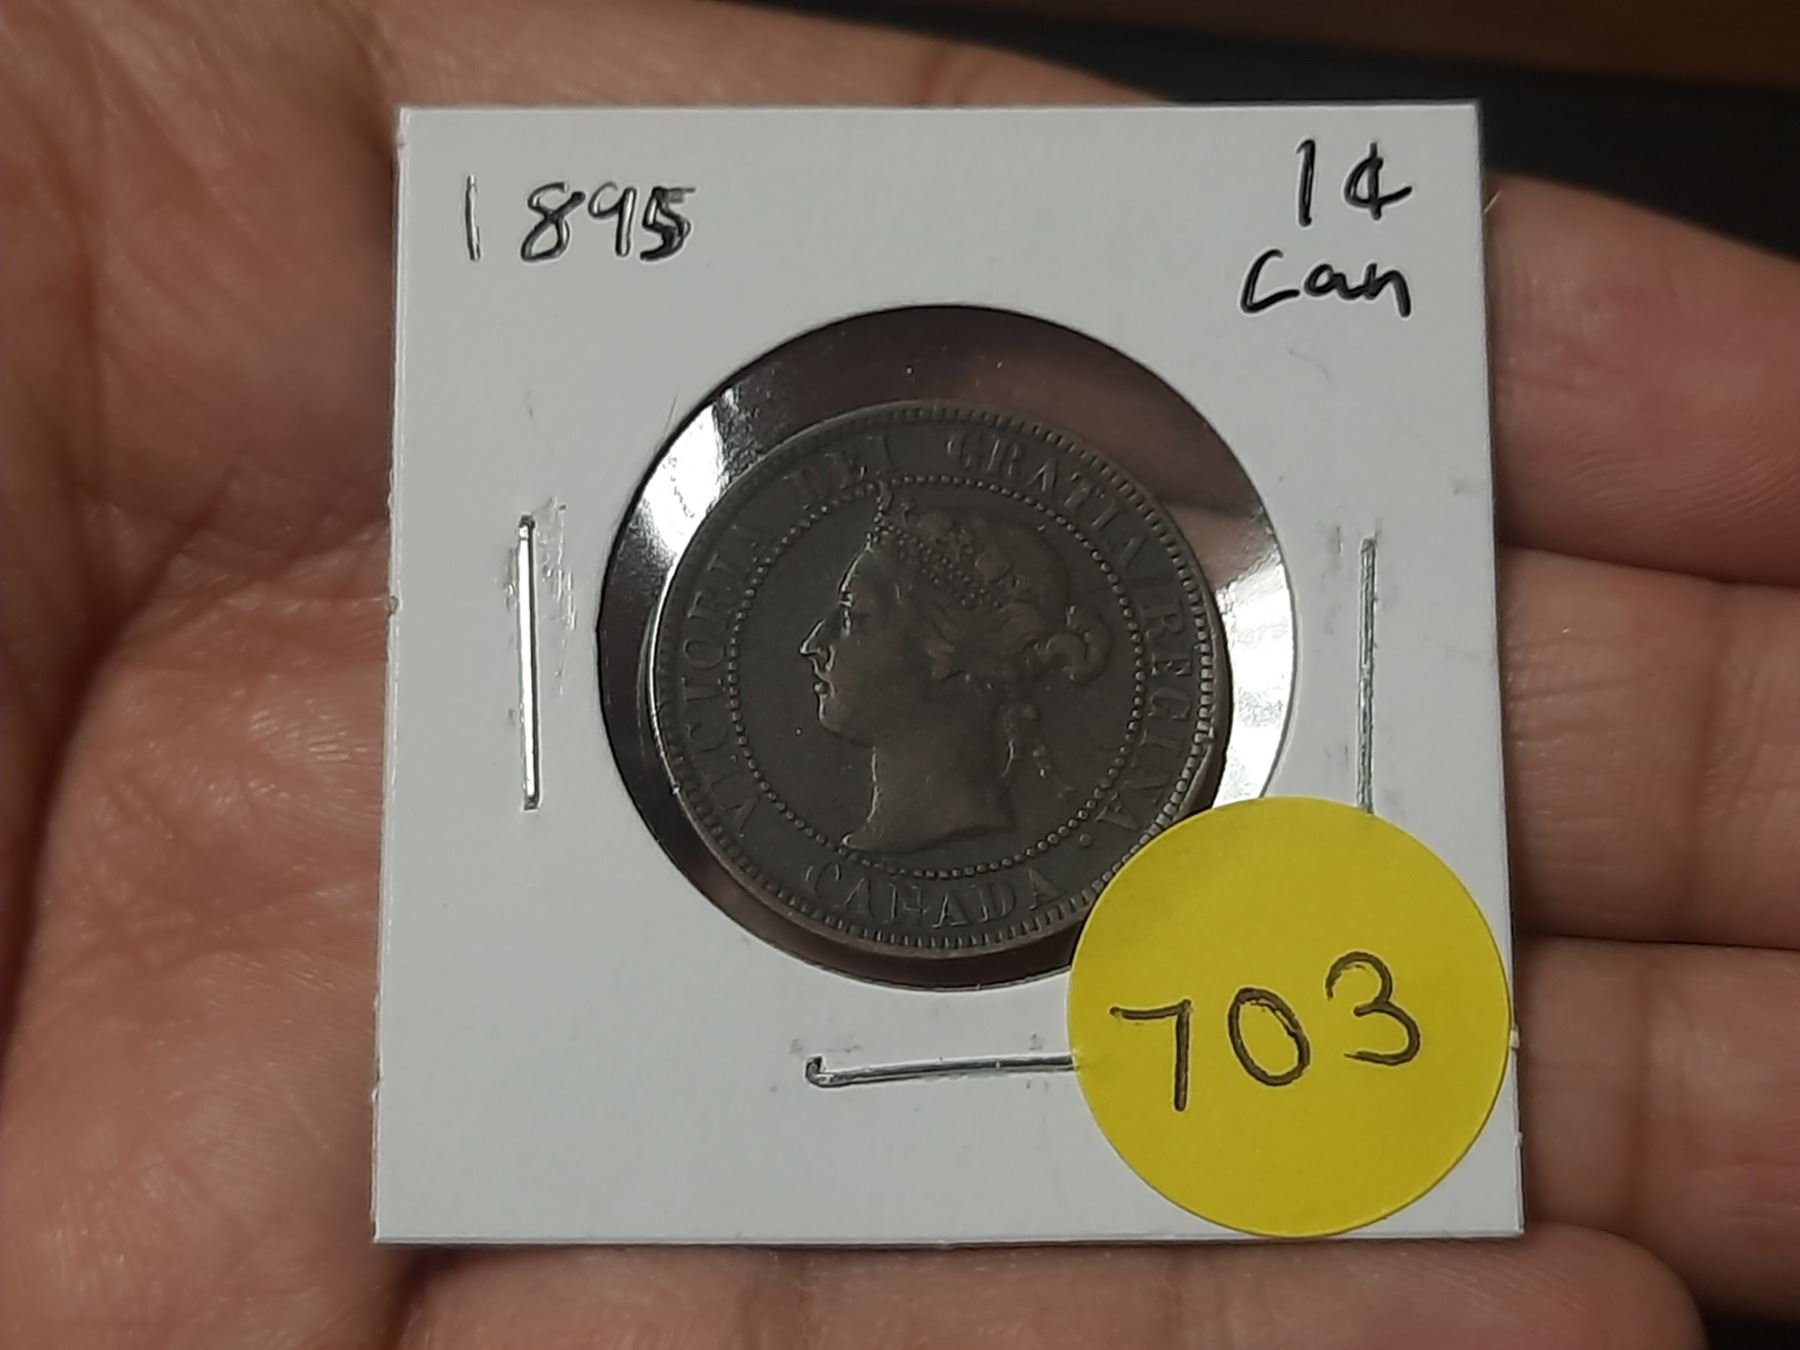 1895
1¢
Can
VICTORIA DEI GRATIA REGINA.
CANADA
703